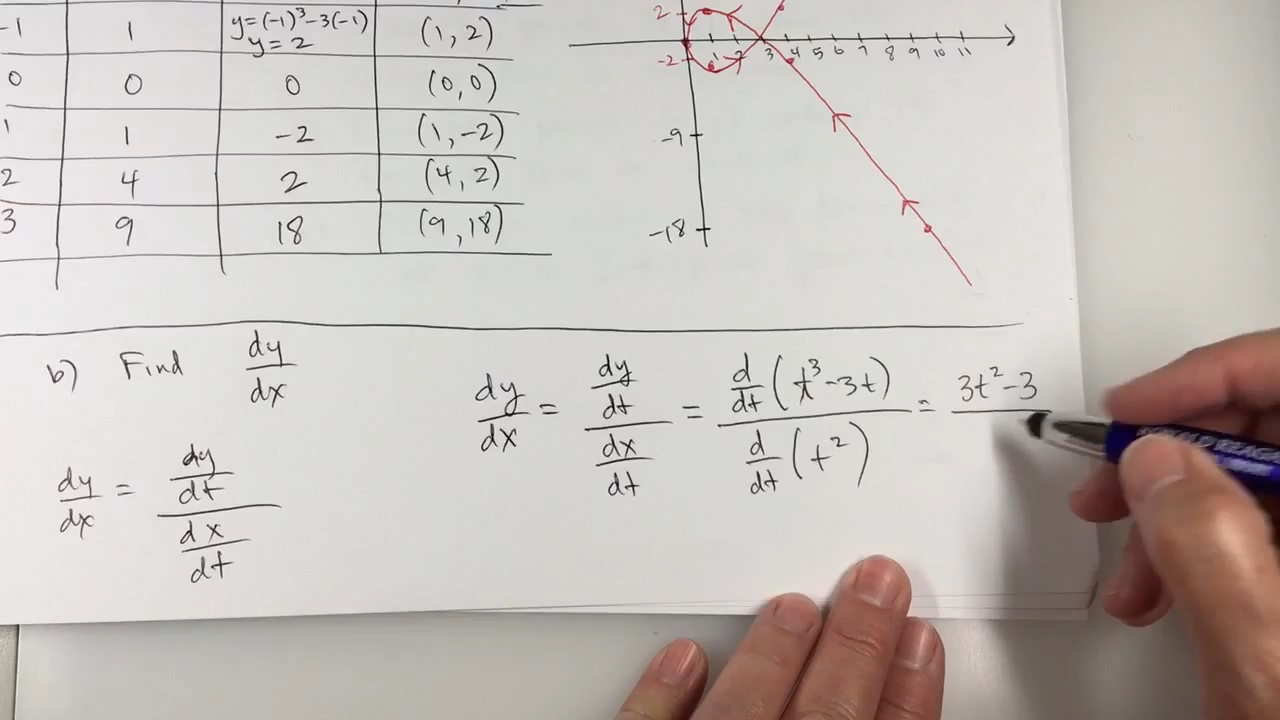 -1 1 y=(-1)³-3(-1) y=2 (1, 2)
0 0 0 (0, 0)
1 1 -2 (1, -2)
2 4 2 (4, 2)
3 9 18 (9, 18)
2
-2
-9
-18
1 2 3 4 5 6 7 8 9 10 11
b) Find dy/dx
dy/dx = (dy/dt)/(dx/dt)
dy/dx = (dy/dt)/(dx/dt) = (d/dt (t³-3t))/(d/dt (t²)) = 3t²-3